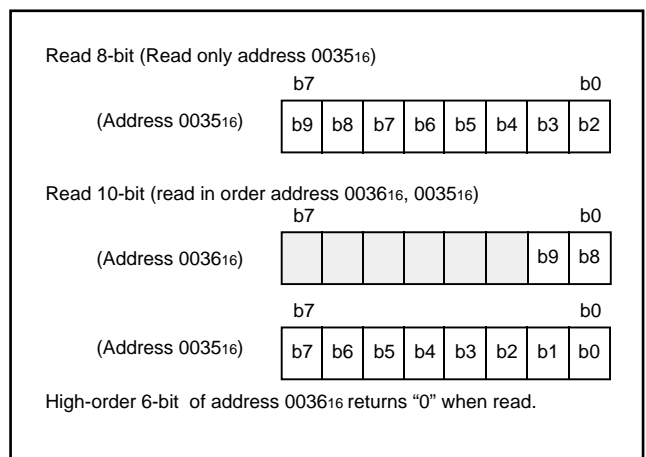 Read 8-bit (Read only address 003516)
b7 b0
(Address 003516)
b9 b8 b7 b6 b5 b4 b3 b2
Read 10-bit (read in order address 003616, 003516)
b7 b0
(Address 003616)
b9 b8
b7 b0
(Address 003516)
b7 b6 b5 b4 b3 b2 b1 b0
High-order 6-bit of address 003616 returns “0” when read.